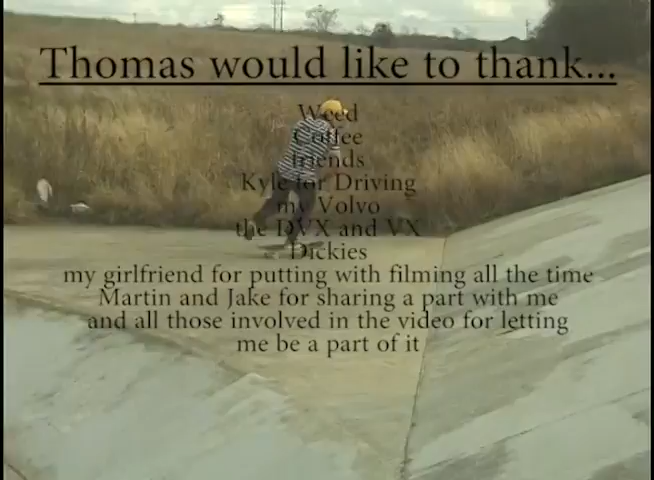 Thomas would like to thank...
Weed
Coffee
friends
Kyle for Driving
my Volvo
the DVX and VX
Dickies
my girlfriend for putting with filming all the time
Martin and Jake for sharing a part with me
and all those involved in the video for letting
me be a part of it